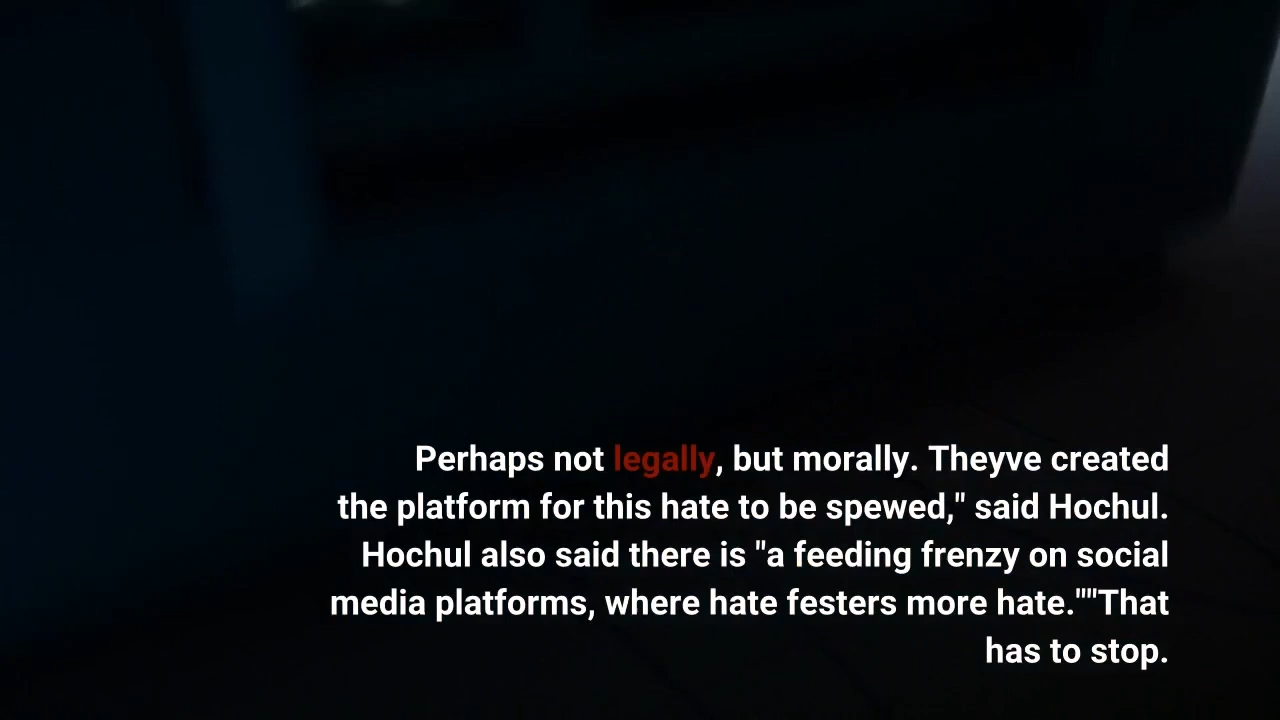 Perhaps not legally, but morally. Theyve created
the platform for this hate to be spewed," said Hochul.
Hochul also said there is "a feeding frenzy on social
media platforms, where hate festers more hate.""That
has to stop.